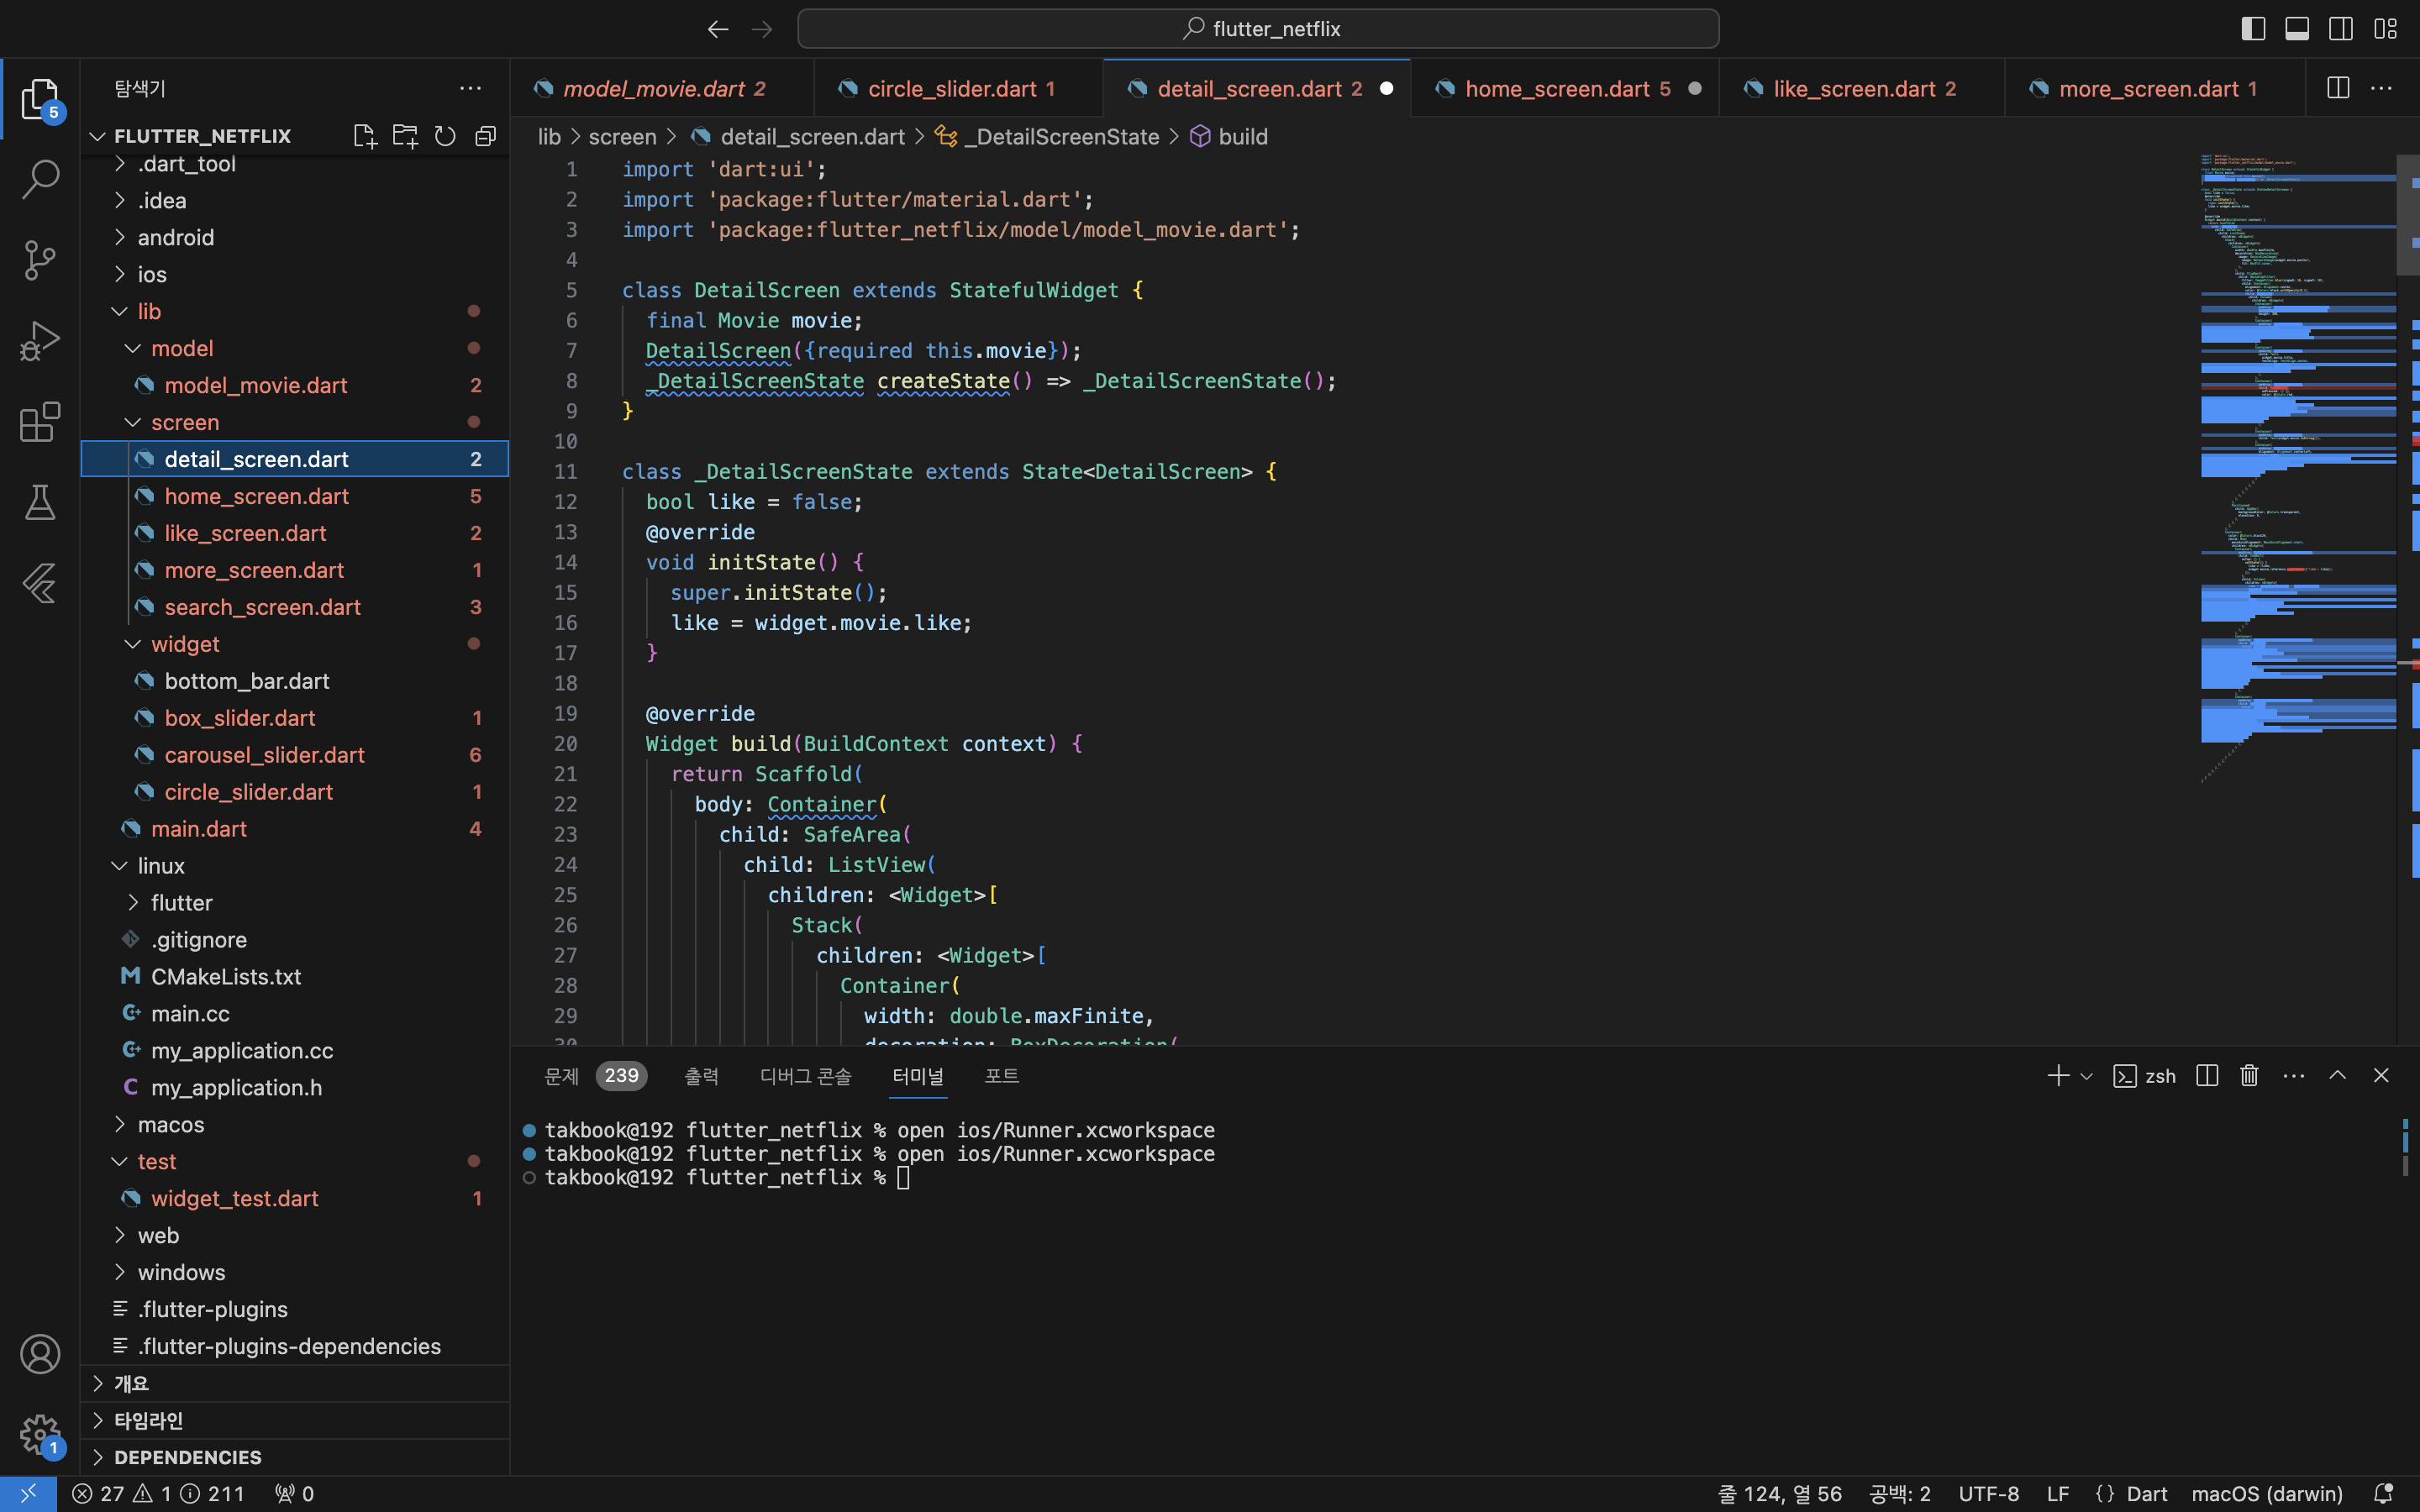 flutter_netflix
탐색기
model_movie.dart 2
circle_slider.dart 1
detail_screen.dart 2
home_screen.dart 5
like_screen.dart 2
more_screen.dart 1
5
FLUTTER_NETFLIX
.dart_tool
.idea
android
ios
lib
model
model_movie.dart 2
screen
detail_screen.dart 2
home_screen.dart 5
like_screen.dart 2
more_screen.dart 1
search_screen.dart 3
widget
bottom_bar.dart
box_slider.dart 1
carousel_slider.dart 6
circle_slider.dart 1
main.dart 4
linux
flutter
.gitignore
CMakeLists.txt
main.cc
my_application.cc
my_application.h
macos
test
widget_test.dart 1
web
windows
.flutter-plugins
.flutter-plugins-dependencies
개요
타임라인
DEPENDENCIES
1
lib > screen > detail_screen.dart > _DetailScreenState > build
1 import 'dart:ui';
2 import 'package:flutter/material.dart';
3 import 'package:flutter_netflix/model/model_movie.dart';
4
5 class DetailScreen extends StatefulWidget {
6 final Movie movie;
7 DetailScreen({required this.movie});
8 _DetailScreenState createState() => _DetailScreenState();
9 }
10
11 class _DetailScreenState extends State<DetailScreen> {
12 bool like = false;
13 @override
14 void initState() {
15 super.initState();
16 like = widget.movie.like;
17 }
18
19 @override
20 Widget build(BuildContext context) {
21 return Scaffold(
22 body: Container(
23 child: SafeArea(
24 child: ListView(
25 children: <Widget>[
26 Stack(
27 children: <Widget>[
28 Container(
29 width: double.maxFinite,
30 decoration: BoxDecoration(
문제 239 출력 디버그 콘솔 터미널 포트
zsh
takbook@192 flutter_netflix % open ios/Runner.xcworkspace
takbook@192 flutter_netflix % open ios/Runner.xcworkspace
takbook@192 flutter_netflix %
27 1 211 0
줄 124, 열 56 공백: 2 UTF-8 LF {} Dart macOS (darwin)